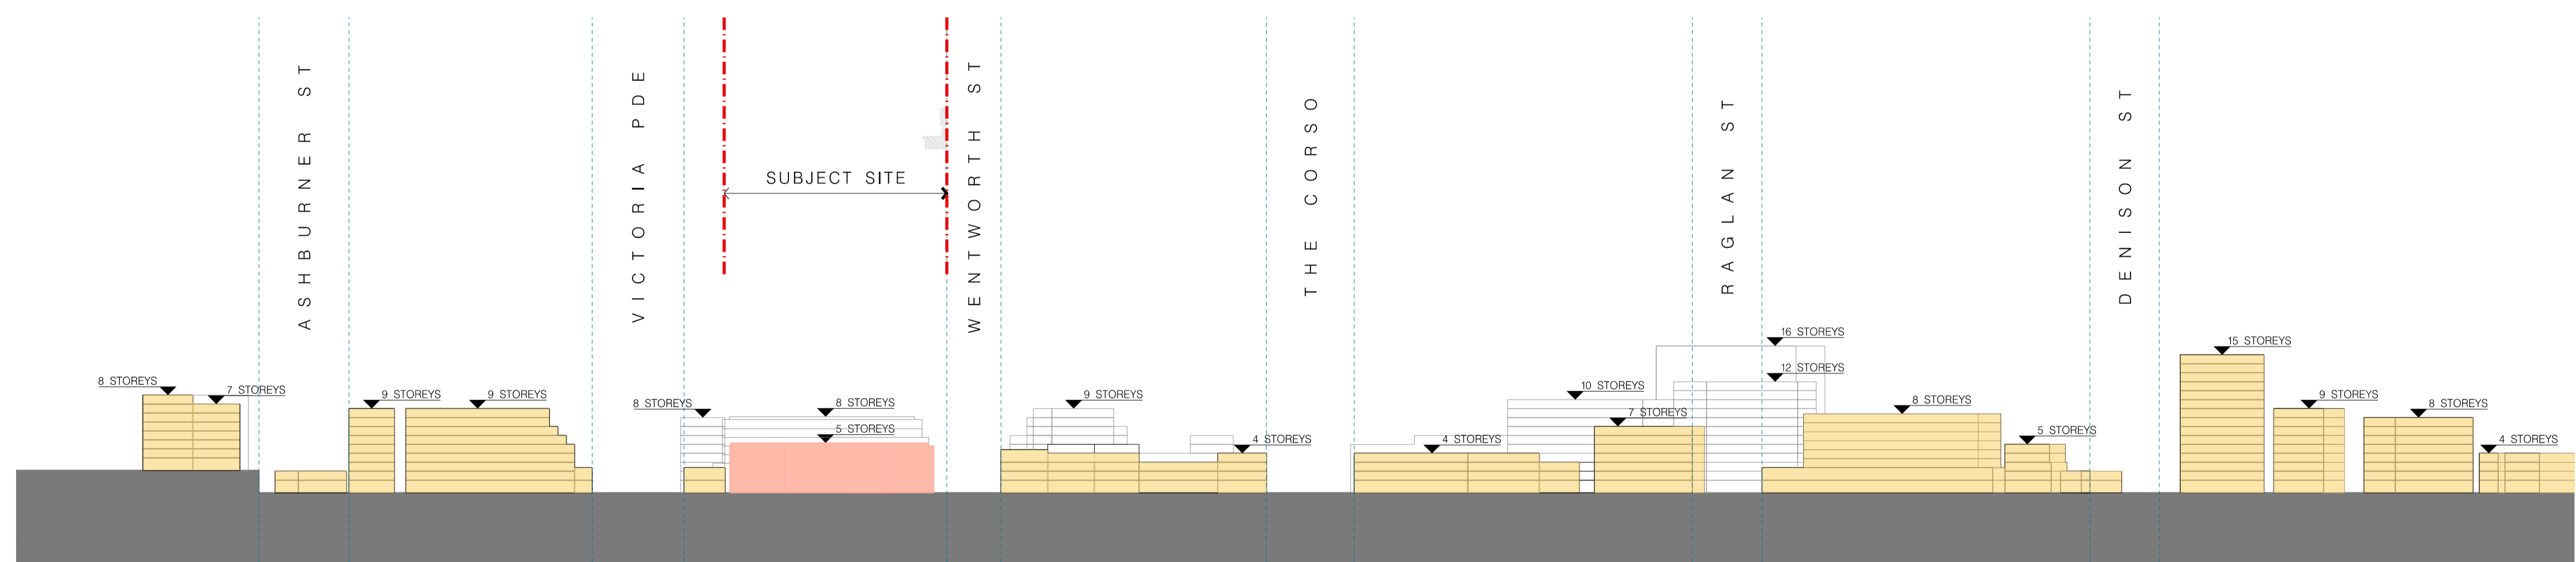 ASHBURNER ST
VICTORIA PDE
SUBJECT SITE
WENTWORTH ST
THE CORSO
RAGLAN ST
DENISON ST
8 STOREYS
7 STOREYS
9 STOREYS
9 STOREYS
8 STOREYS
8 STOREYS
5 STOREYS
9 STOREYS
4 STOREYS
4 STOREYS
10 STOREYS
7 STOREYS
16 STOREYS
12 STOREYS
8 STOREYS
5 STOREYS
15 STOREYS
9 STOREYS
8 STOREYS
4 STOREYS